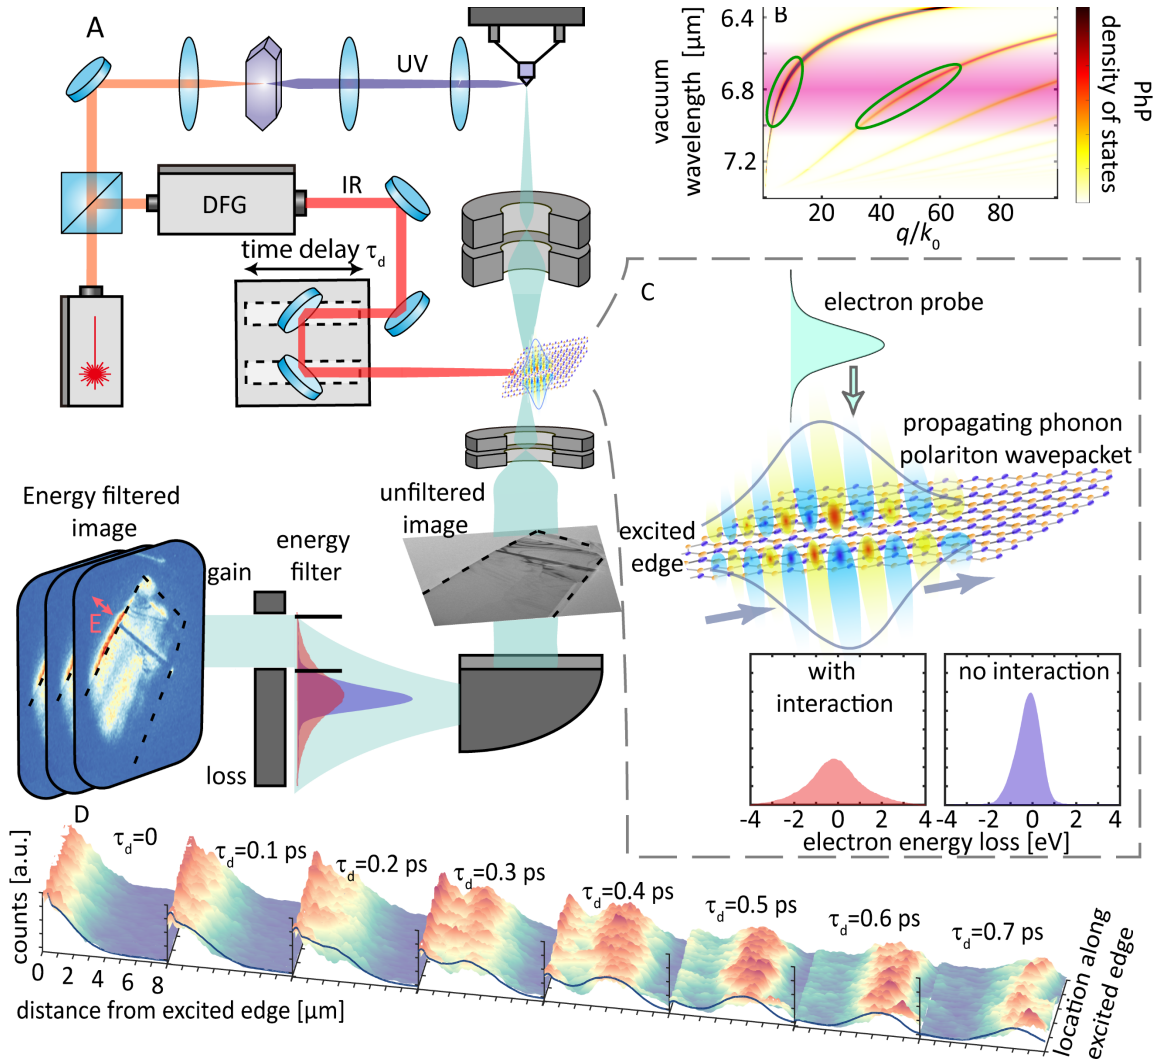 A
UV
DFG
IR
time delay τd
B
vacuum
wavelength [µm]
6.4
6.8
7.2
20
40
60
80
q/k0
PhP
density of states
C
electron probe
propagating phonon
polariton wavepacket
excited
edge
with
interaction
no interaction
-4
-2
0
2
4
-4
-2
0
2
4
electron energy loss [eV]
Energy filtered
image
unfiltered
image
gain
energy
filter
E
loss
D
counts [a.u.]
τd=0
τd=0.1 ps
τd=0.2 ps
τd=0.3 ps
τd=0.4 ps
τd=0.5 ps
τd=0.6 ps
τd=0.7 ps
0
2
4
6
8
distance from excited edge [µm]
location along
excited edge